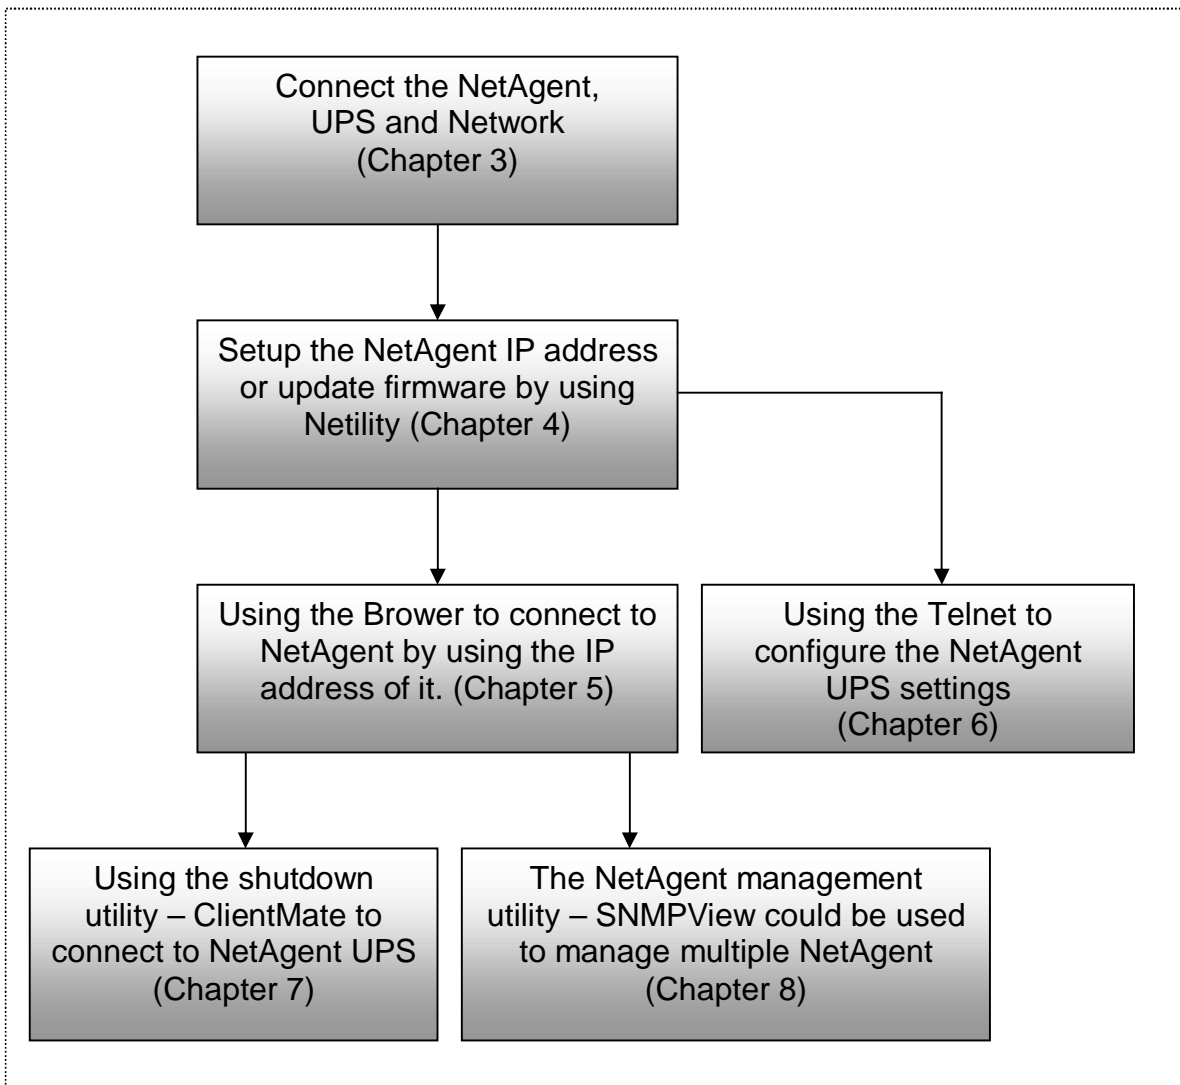 Connect the NetAgent,
UPS and Network
(Chapter 3)
Setup the NetAgent IP address
or update firmware by using
Netility (Chapter 4)
Using the Brower to connect to
NetAgent by using the IP
address of it. (Chapter 5)
Using the Telnet to
configure the NetAgent
UPS settings
(Chapter 6)
Using the shutdown
utility – ClientMate to
connect to NetAgent UPS
(Chapter 7)
The NetAgent management
utility – SNMPView could be used
to manage multiple NetAgent
(Chapter 8)